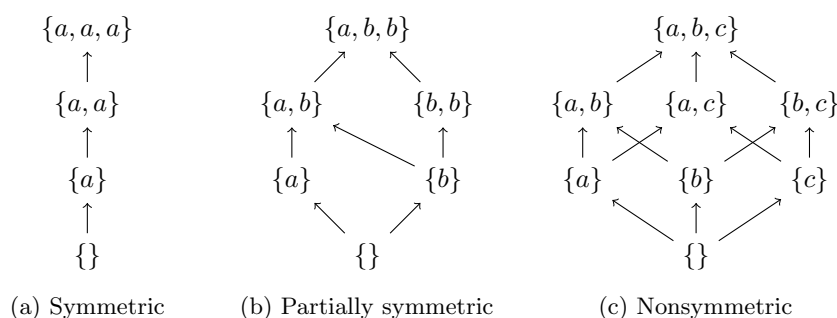 {a, a, a} {a, b, b} {a, b, c}
{a, a} {a, b} {b, b} {a, b} {a, c} {b, c}
{a} {a} {b} {a} {b} {c}
{} {} {}
(a) Symmetric (b) Partially symmetric (c) Nonsymmetric